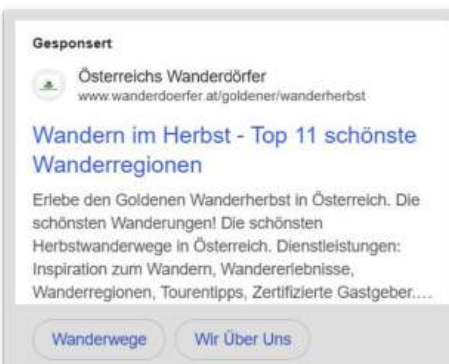 Gesponsert
Österreichs Wanderdörfer
www.wanderdoerfer.at/goldener/wanderherbst
Wandern im Herbst - Top 11 schönste
Wanderregionen
Erlebe den Goldenen Wanderherbst in Österreich. Die
schönsten Wanderungen! Die schönsten
Herbstwanderwege in Österreich. Dienstleistungen:
Inspiration zum Wandern, Wandererlebnisse,
Wanderregionen, Tourentipps, Zertifizierte Gastgeber....
Wanderwege Wir Über Uns